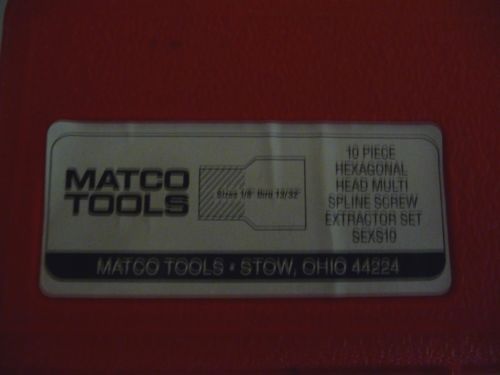 MATCO
TOOLS
Sizes 1/8" thru 13/32"
10 PIECE
HEXAGONAL
HEAD MULTI
SPLINE SCREW
EXTRACTOR SET
SEXS10
MATCO TOOLS • STOW, OHIO 44224